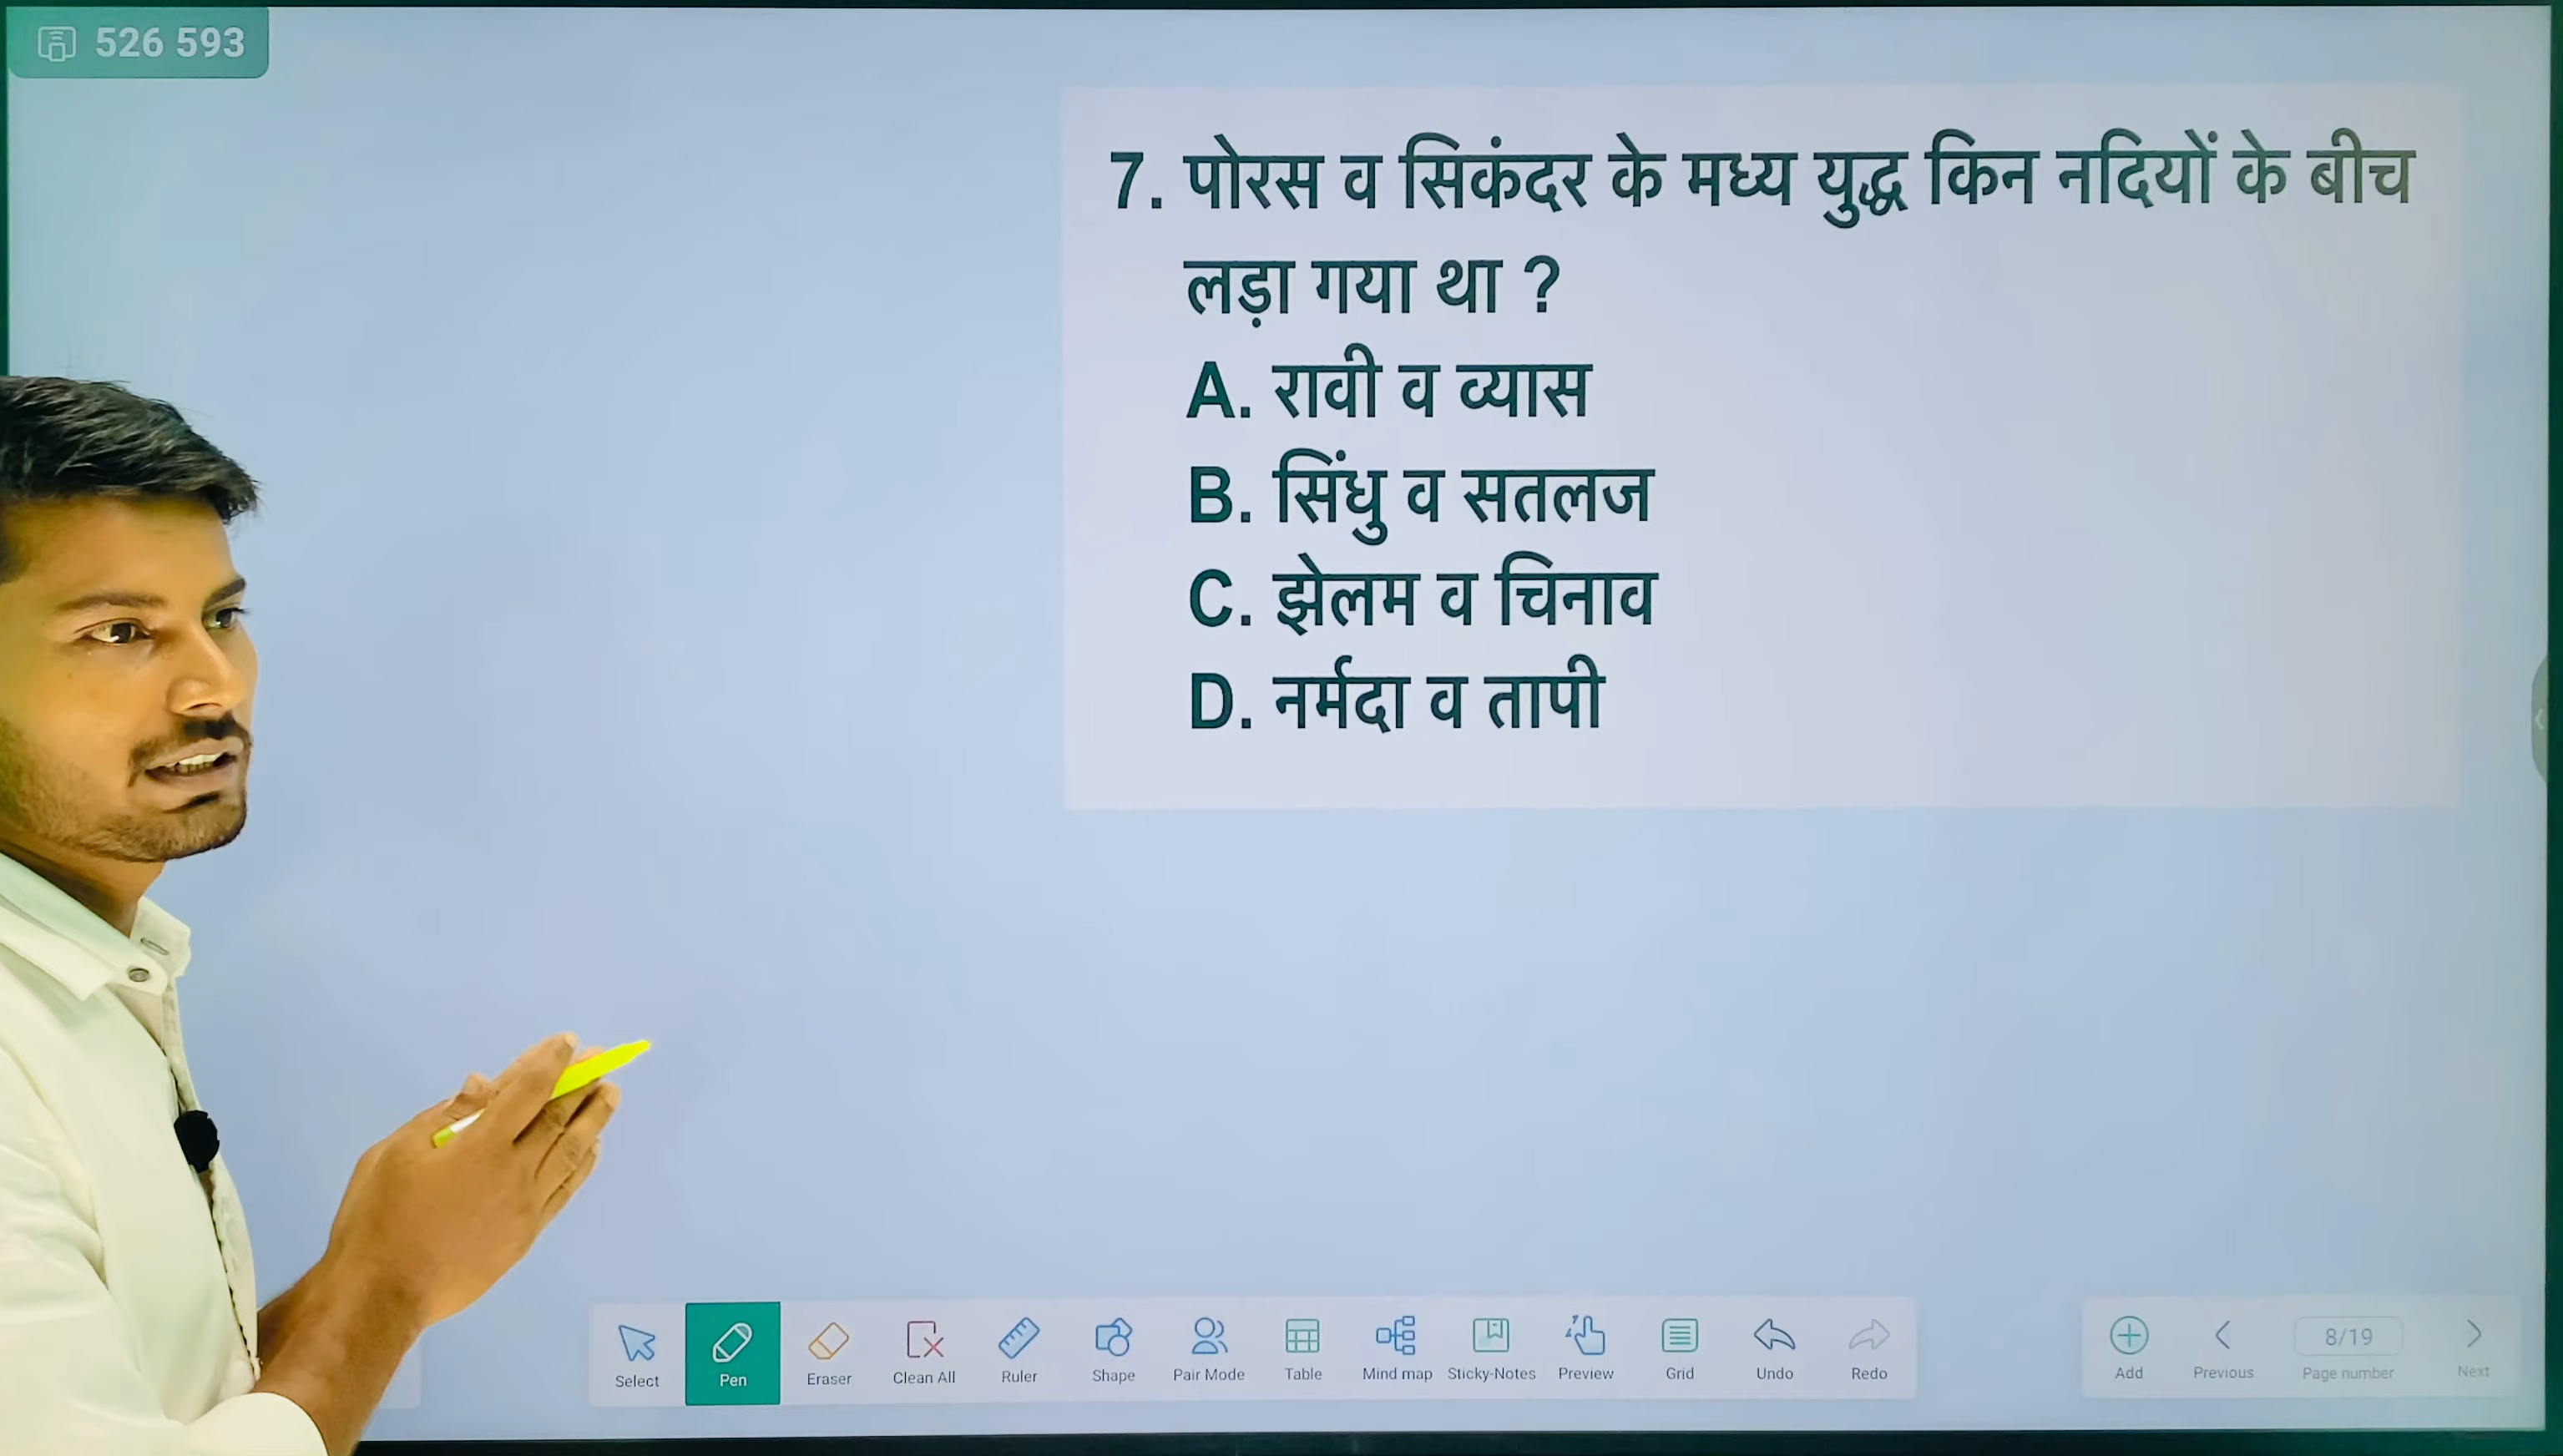 526 593
7. पोरस व सिकंदर के मध्य युद्ध किन नदियों के बीच
लड़ा गया था ?
A. रावी व व्यास
B. सिंधु व सतलज
C. झेलम व चिनाव
D. नर्मदा व तापी
Select Pen Eraser Clean All Ruler Shape Pair Mode Table Mind map Sticky-Notes Preview Grid Undo Redo
8/19
Add Previous Page number Next